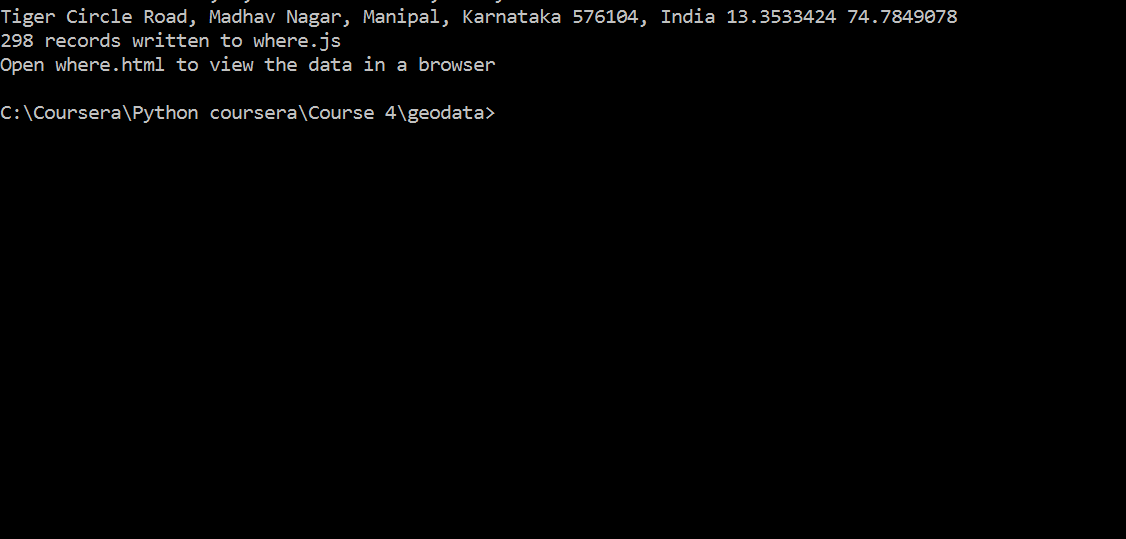 Tiger Circle Road, Madhav Nagar, Manipal, Karnataka 576104, India 13.3533424 74.7849078
298 records written to where.js
Open where.html to view the data in a browser
C:\Coursera\Python coursera\Course 4\geodata>